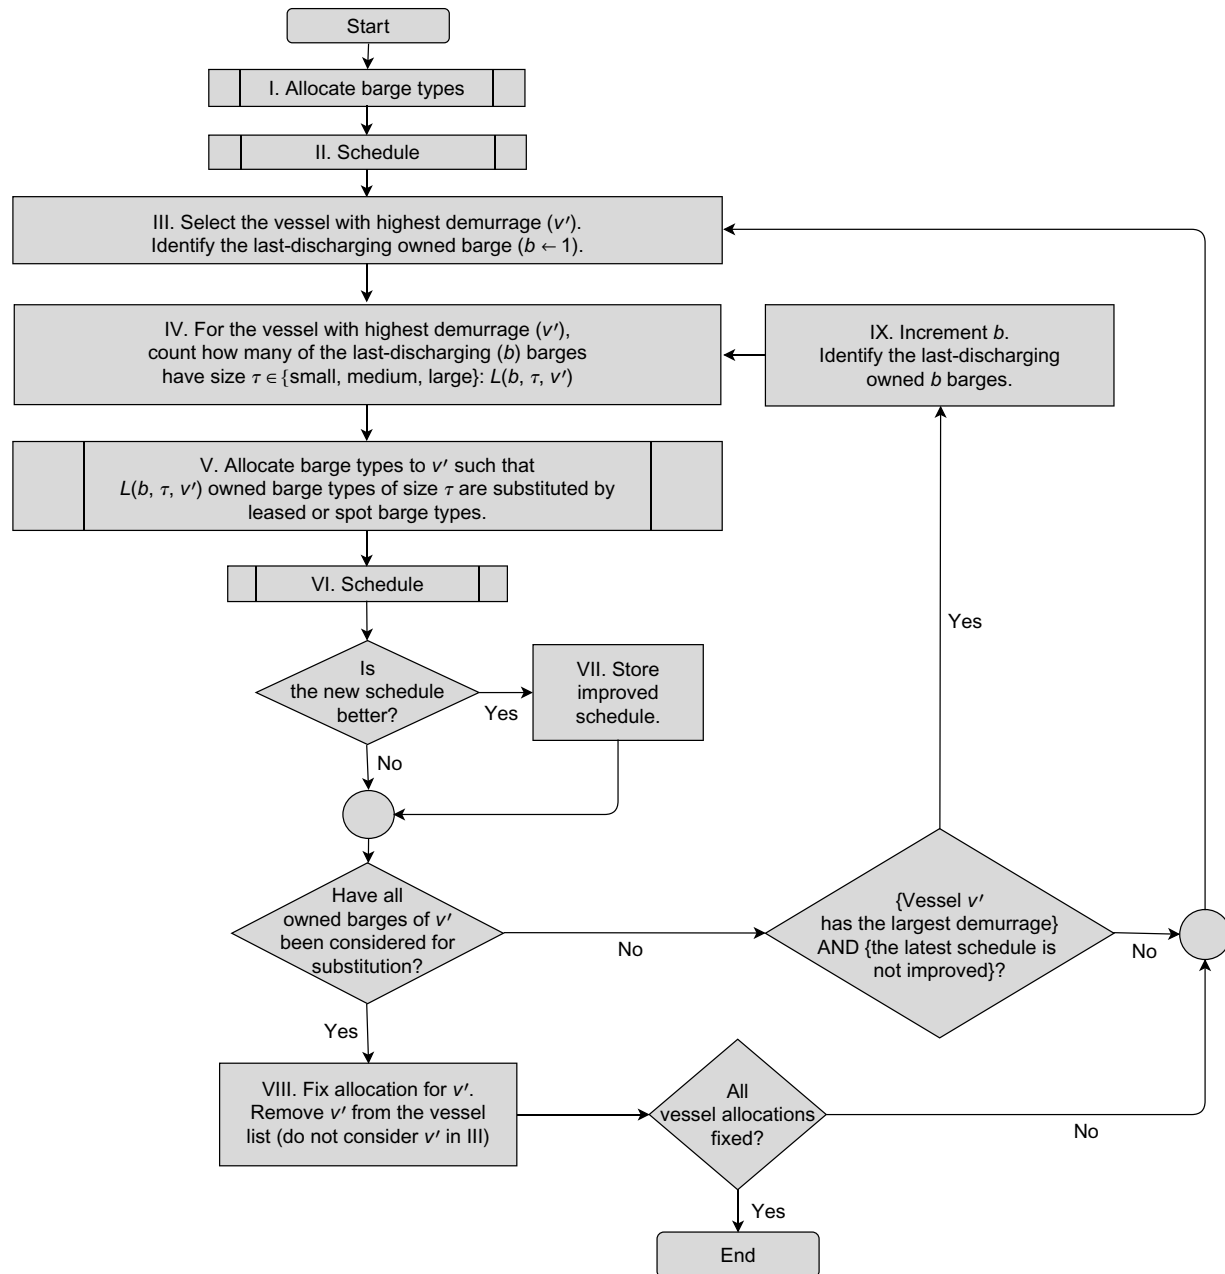 Start
I. Allocate barge types
II. Schedule
III. Select the vessel with highest demurrage (v′).
Identify the last-discharging owned barge (b ← 1).
IV. For the vessel with highest demurrage (v′),
count how many of the last-discharging (b) barges
have size τ ∈ {small, medium, large}: L(b, τ, v′)
IX. Increment b.
Identify the last-discharging
owned b barges.
V. Allocate barge types to v′ such that
L(b, τ, v′) owned barge types of size τ are substituted by
leased or spot barge types.
VI. Schedule
Yes
Is
the new schedule
better?
Yes
VII. Store
improved
schedule.
No
Have all
owned barges of v′
been considered for
substitution?
No
{Vessel v′
has the largest demurrage}
AND {the latest schedule is
not improved}?
No
Yes
VIII. Fix allocation for v′.
Remove v′ from the vessel
list (do not consider v′ in III)
All
vessel allocations
fixed?
No
Yes
End